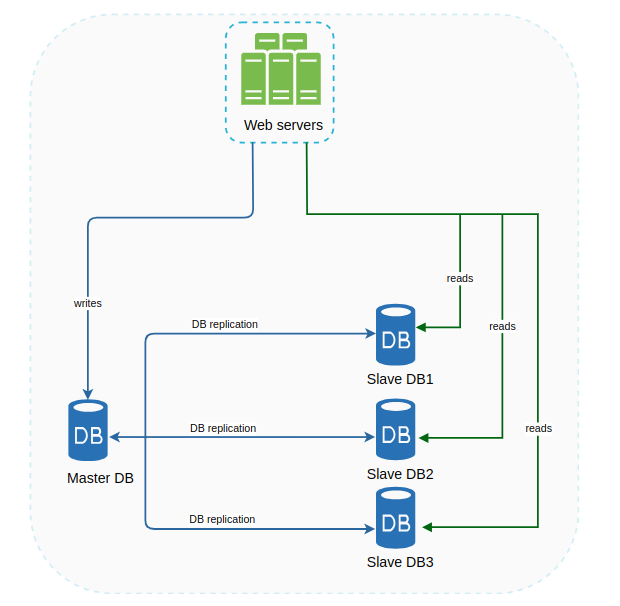 Web servers
writes
reads
DB replication
reads
DB
Slave DB1
DB replication
reads
DB
DB
Master DB
Slave DB2
DB replication
DB
Slave DB3